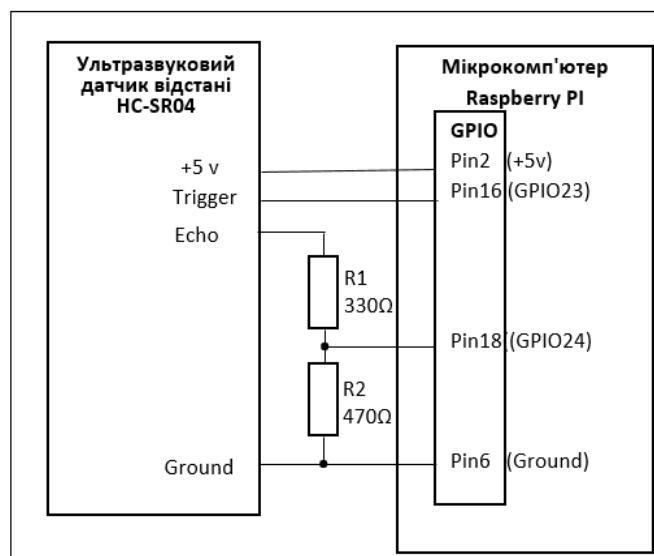 Ультразвуковий
датчик відстані
HC-SR04
+5 v
Trigger
Echo
Ground
R1
330Ω
R2
470Ω
Мікрокомп'ютер
Raspberry PI
GPIO
Pin2 (+5v)
Pin16 (GPIO23)
Pin18 ((GPIO24)
Pin6 (Ground)